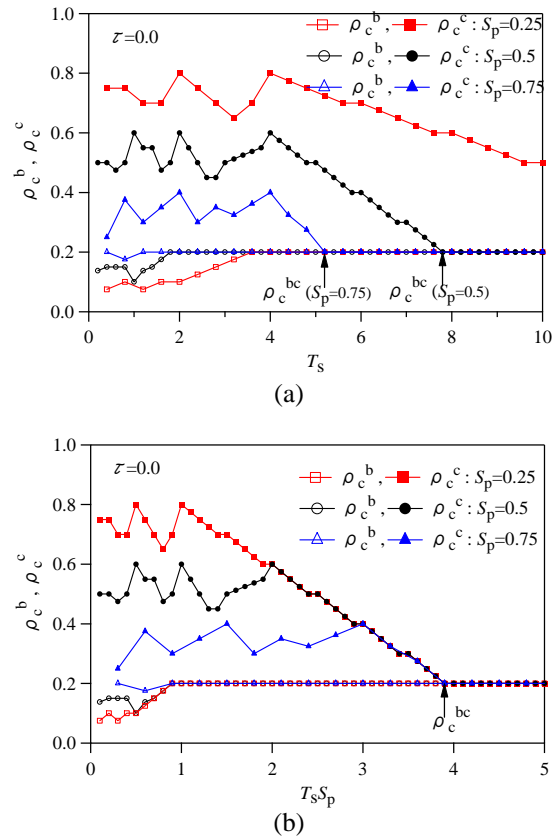 τ=0.0
ρ_c^b , ρ_c^c : S_p=0.25
ρ_c^b , ρ_c^c : S_p=0.5
ρ_c^b , ρ_c^c : S_p=0.75
1.0
0.8
0.6
0.4
0.2
0.0
ρ_c^b , ρ_c^c
ρ_c^bc (S_p=0.75)
ρ_c^bc (S_p=0.5)
0 2 4 6 8 10
T_s
(a)
τ=0.0
ρ_c^b , ρ_c^c : S_p=0.25
ρ_c^b , ρ_c^c : S_p=0.5
ρ_c^b , ρ_c^c : S_p=0.75
1.0
0.8
0.6
0.4
0.2
0.0
ρ_c^b , ρ_c^c
ρ_c^bc
0 1 2 3 4 5
T_sS_p
(b)